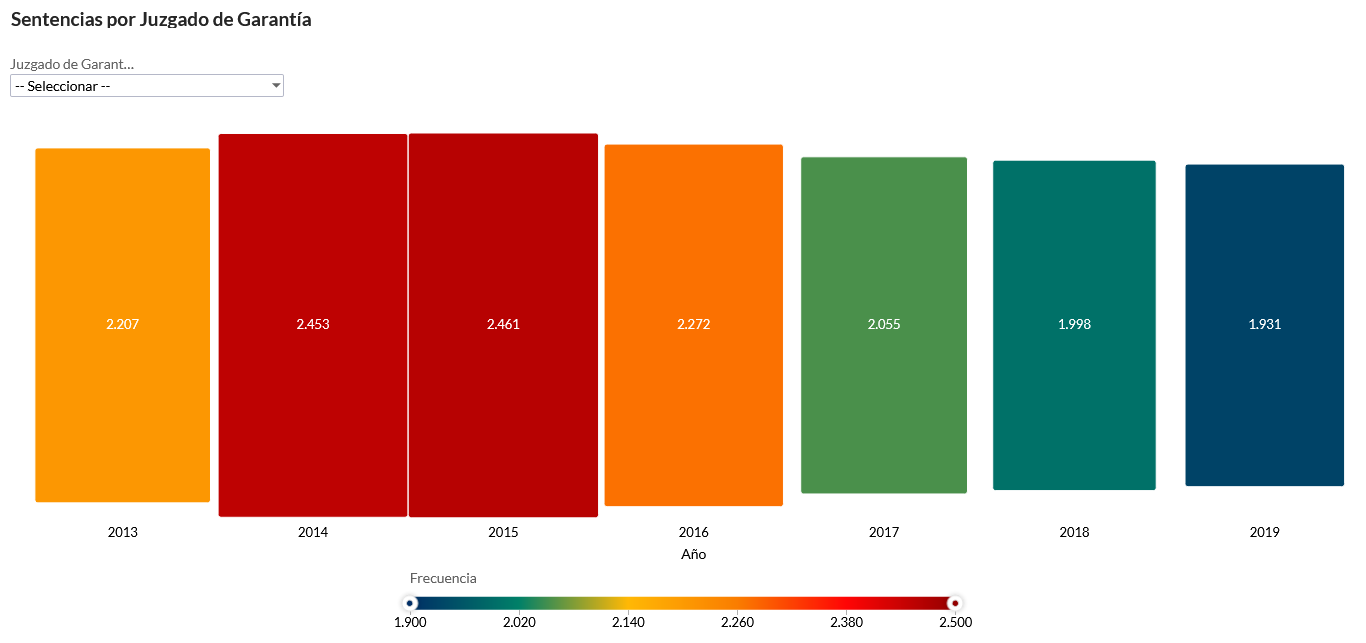 Sentencias por Juzgado de Garantía
Juzgado de Garant...
-- Seleccionar --
2.207 2.453 2.461 2.272 2.055 1.998 1.931
2013 2014 2015 2016 2017 2018 2019
Año
Frecuencia
1.900 2.020 2.140 2.260 2.380 2.500